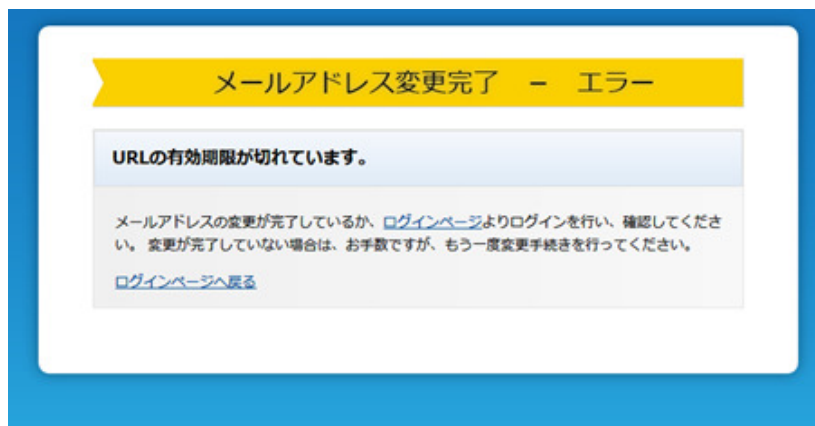 メールアドレス変更完了 － エラー
URLの有効期限が切れています。
メールアドレスの変更が完了しているか、ログインページよりログインを行い、確認してくださ
い。 変更が完了していない場合は、お手数ですが、もう一度変更手続きを行ってください。
ログインページへ戻る